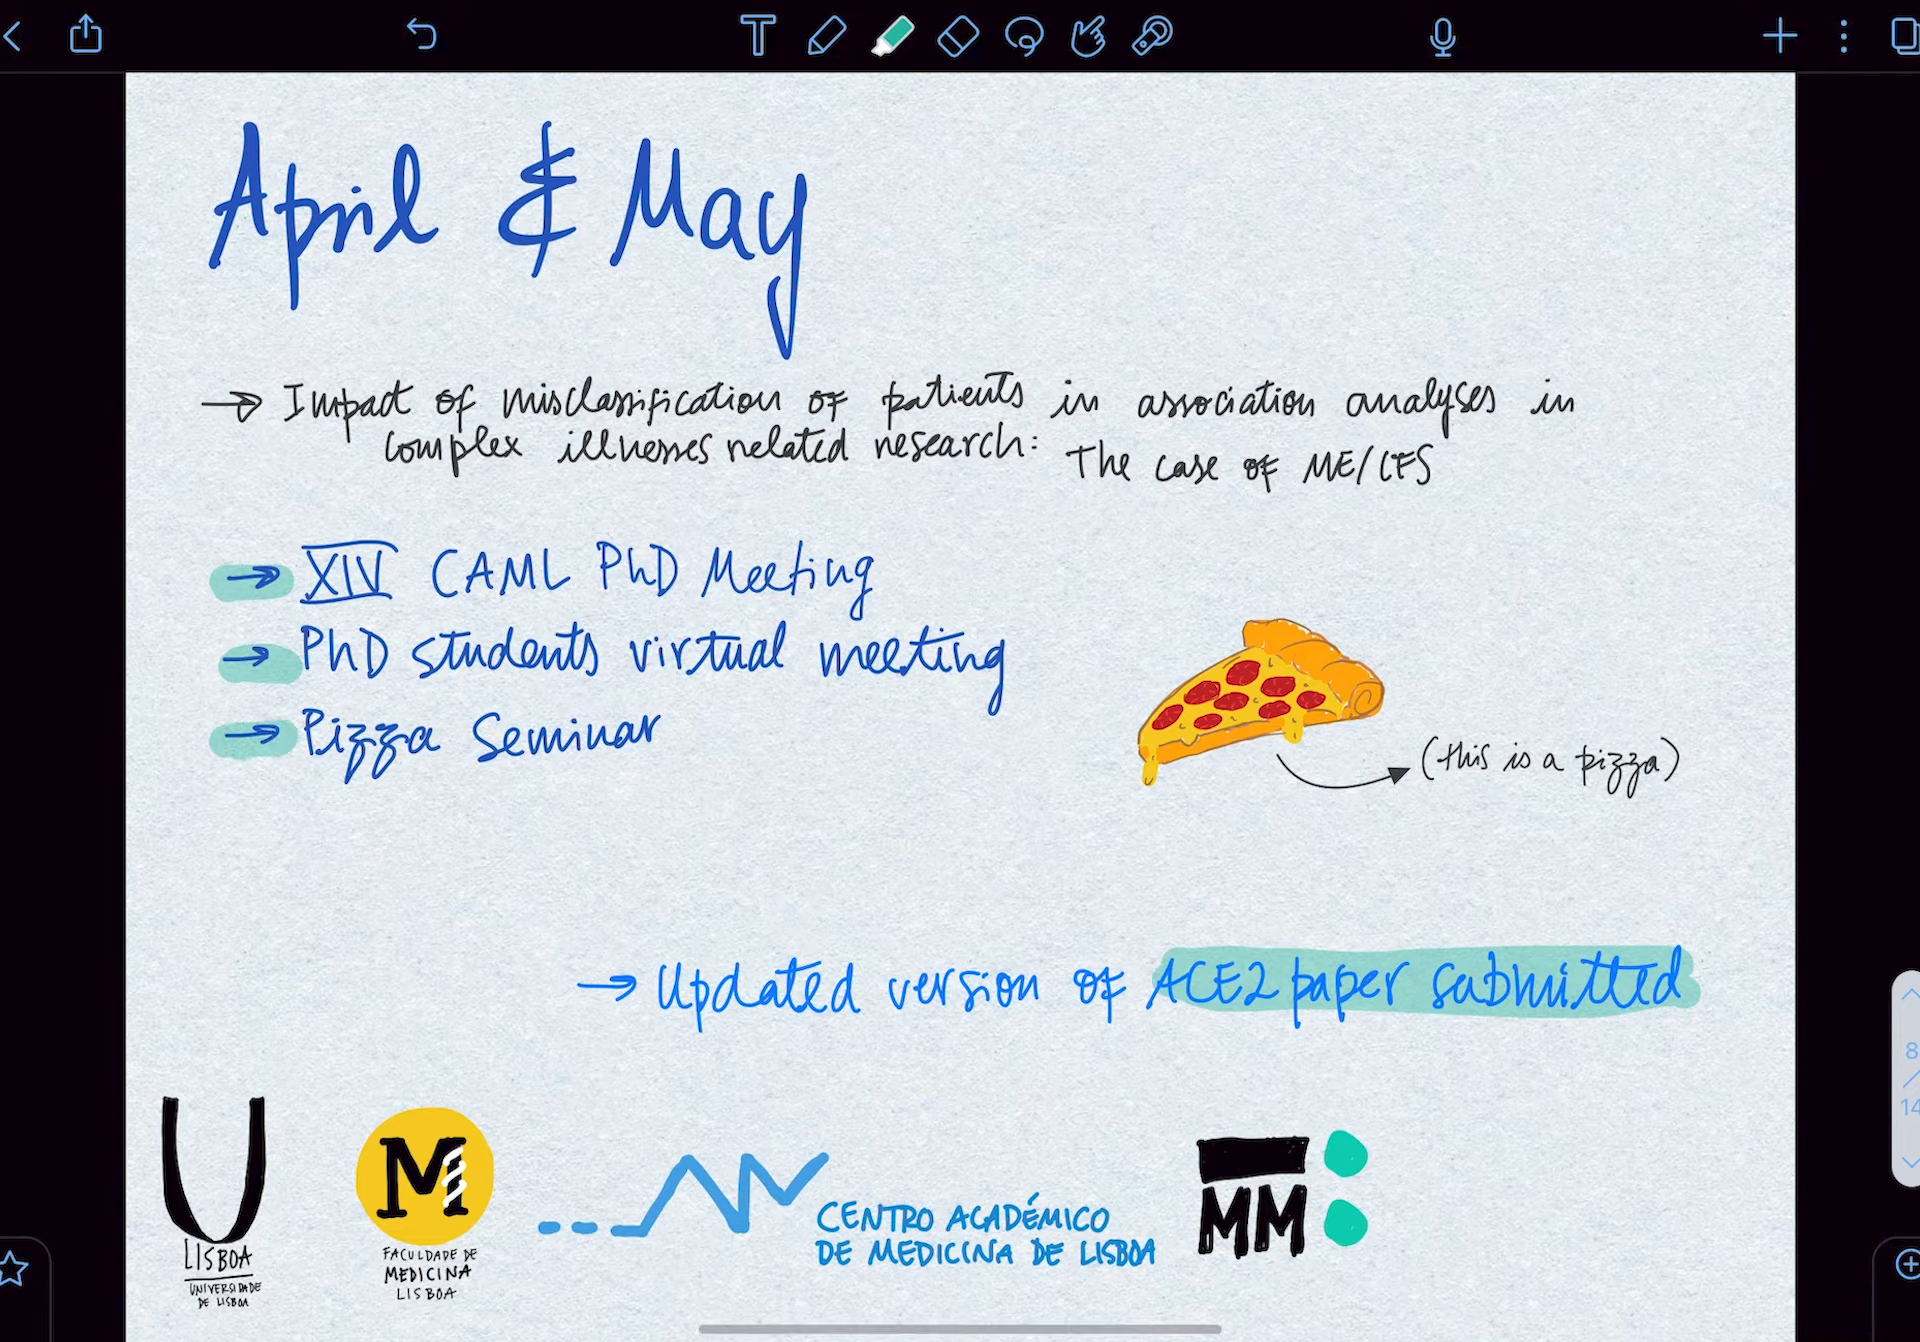 April & May
→ Impact of misclassification of patients in association analyses in
complex illnesses related research: The case of ME/CFS
→ XIV CAML PhD Meeting
→ PhD students virtual meeting
→ Pizza Seminar
(this is a pizza)
→ Updated version of ACE2 paper submitted
U
LISBOA
UNIVERSIDADE
DE LISBOA
M
FACULDADE DE
MEDICINA
LISBOA
CENTRO ACADÉMICO
DE MEDICINA DE LISBOA
MM
8
/
14